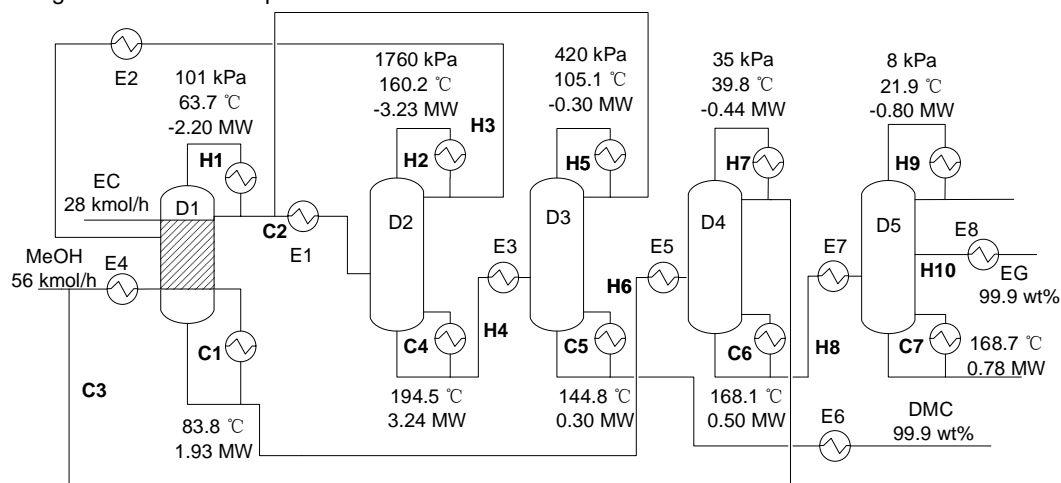 E2
101 kPa
63.7 ℃
-2.20 MW
1760 kPa
160.2 ℃
-3.23 MW
H3
420 kPa
105.1 ℃
-0.30 MW
35 kPa
39.8 ℃
-0.44 MW
8 kPa
21.9 ℃
-0.80 MW
H1
H2
H5
H7
H9
EC
28 kmol/h
D1
C2
E1
D2
D3
D4
D5
MeOH
56 kmol/h
E4
E3
H6
E5
E7
H10
E8
EG
99.9 wt%
C1
C4
H4
C5
C6
H8
C7
168.7 ℃
0.78 MW
C3
83.8 ℃
1.93 MW
194.5 ℃
3.24 MW
144.8 ℃
0.30 MW
168.1 ℃
0.50 MW
E6
DMC
99.9 wt%